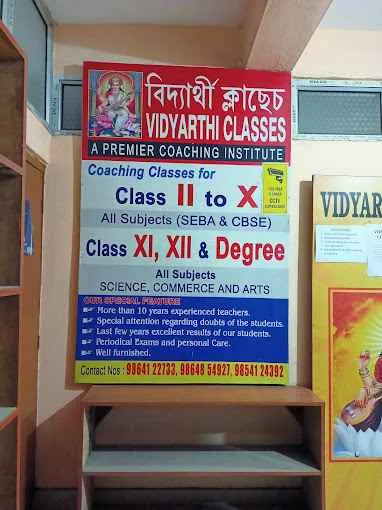 বিদ্যাৰ্থী ক্লাছেচ
VIDYARTHI CLASSES
A PREMIER COACHING INSTITUTE
Coaching Classes for
Class II to X
All Subjects (SEBA & CBSE)
Class XI, XII & Degree
All Subjects
SCIENCE, COMMERCE AND ARTS
OUR SPECIAL FEATURE
More than 10 years experienced teachers.
Special attention regarding doubts of the students.
Last few years excellent results of our students.
Periodical Exams and personal Care.
Well furnished.
Contact Nos : 98641 22733, 98648 54927, 98541 24392
CCTV
VIDYAR